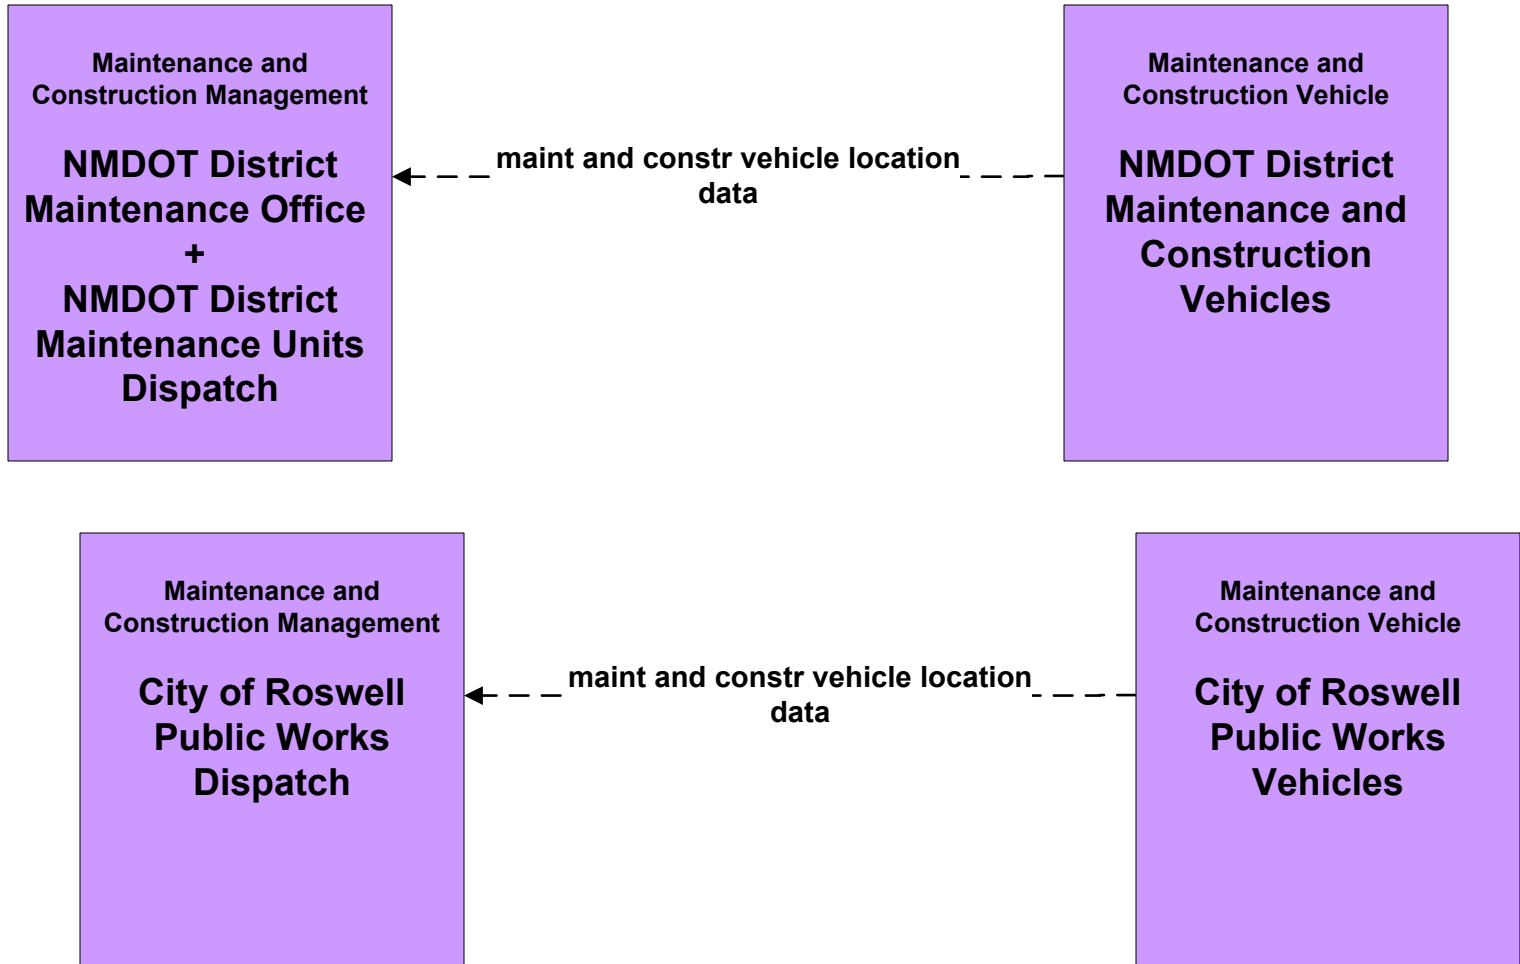 Maintenance and
Construction Management
NMDOT District
Maintenance Office
+
NMDOT District
Maintenance Units
Dispatch
maint and constr vehicle location
data
Maintenance and
Construction Vehicle
NMDOT District
Maintenance and
Construction
Vehicles
Maintenance and
Construction Management
City of Roswell
Public Works
Dispatch
maint and constr vehicle location
data
Maintenance and
Construction Vehicle
City of Roswell
Public Works
Vehicles